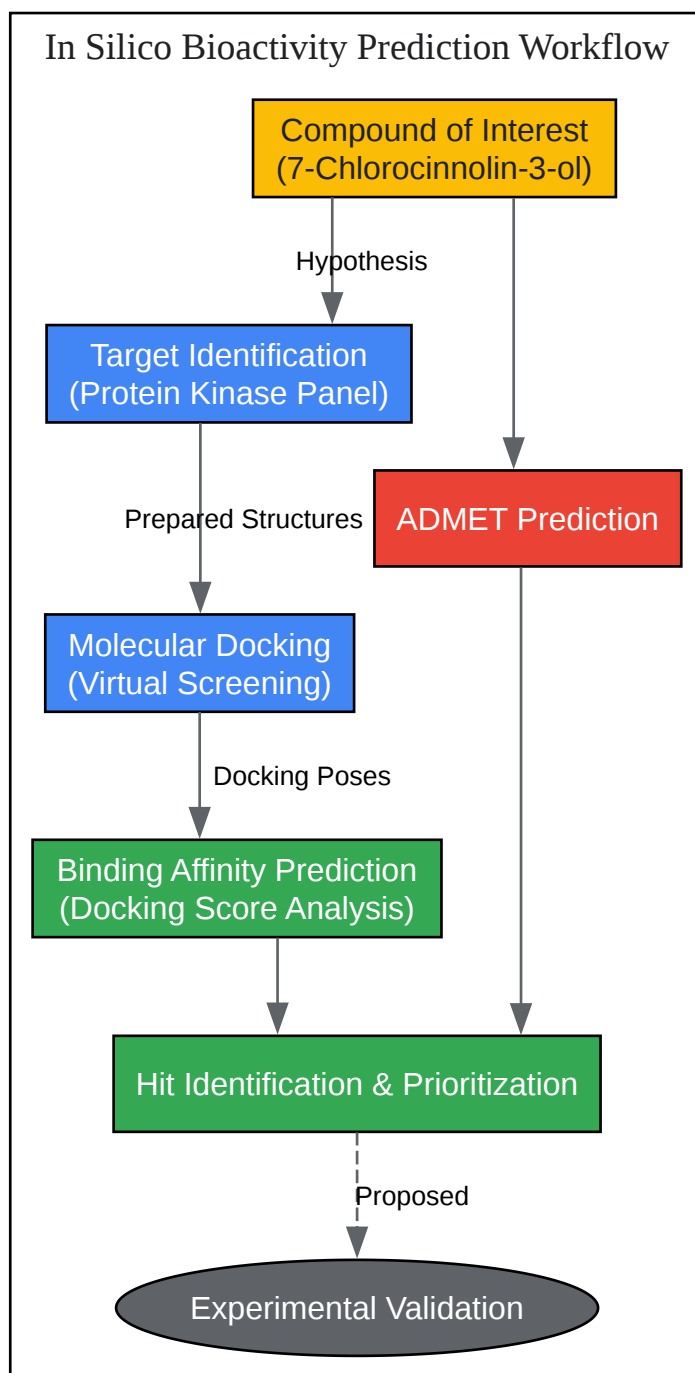 In Silico Bioactivity Prediction Workflow
Compound of Interest
(7-Chlorocinnolin-3-ol)
Hypothesis
Target Identification
(Protein Kinase Panel)
Prepared Structures
ADMET Prediction
Molecular Docking
(Virtual Screening)
Docking Poses
Binding Affinity Prediction
(Docking Score Analysis)
Hit Identification & Prioritization
Proposed
Experimental Validation